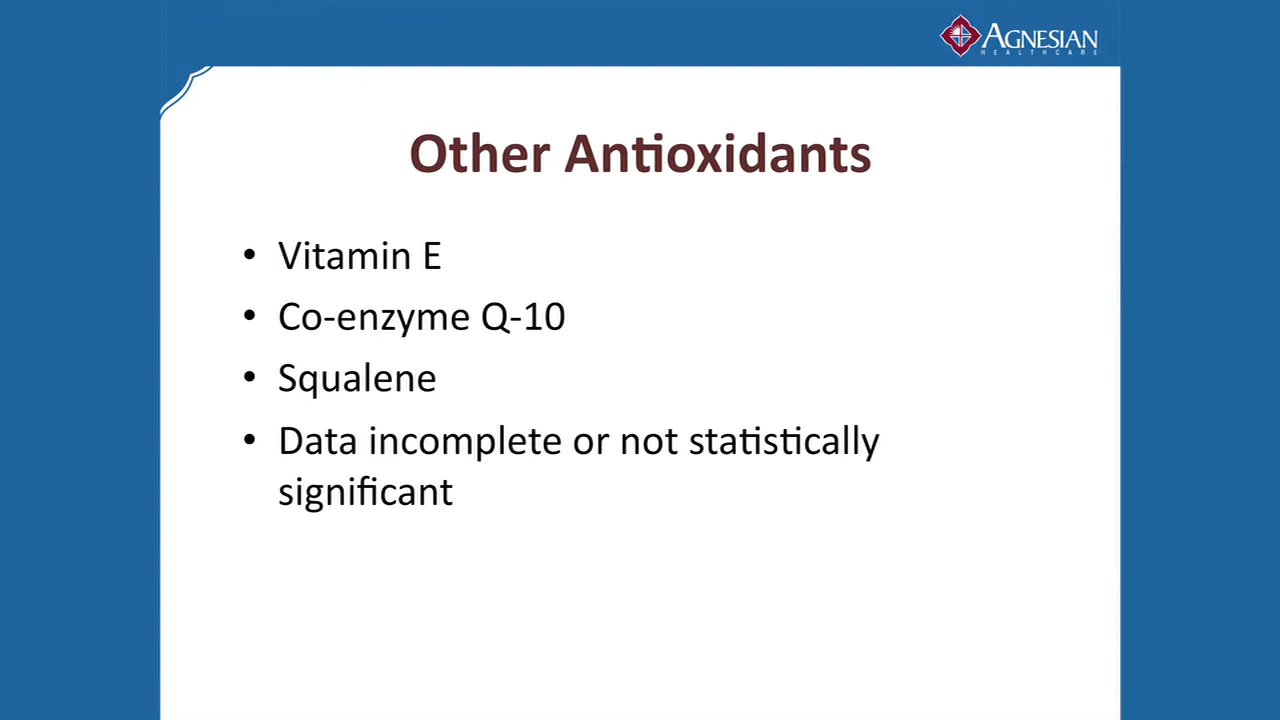 AGNESIAN
HEALTHCARE
Other Antioxidants
• Vitamin E
• Co-enzyme Q-10
• Squalene
• Data incomplete or not statistically
significant